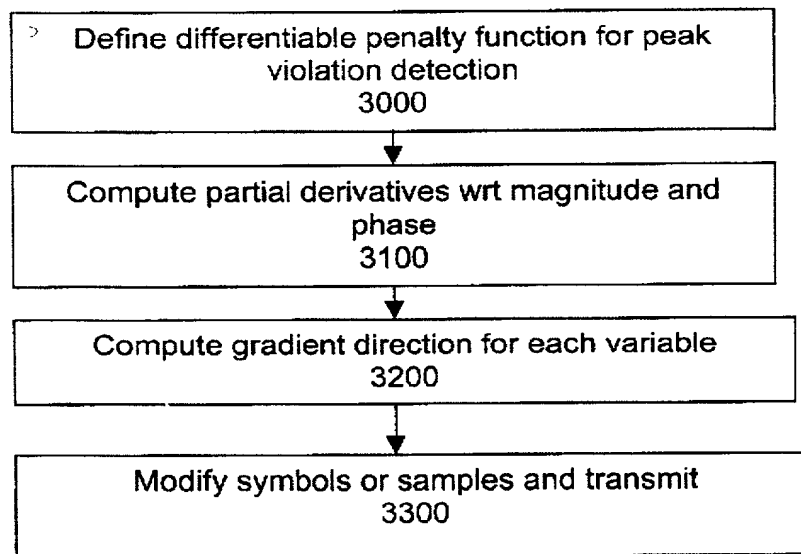 Define differentiable penalty function for peak
violation detection
3000
Compute partial derivatives wrt magnitude and
phase
3100
Compute gradient direction for each variable
3200
Modify symbols or samples and transmit
3300